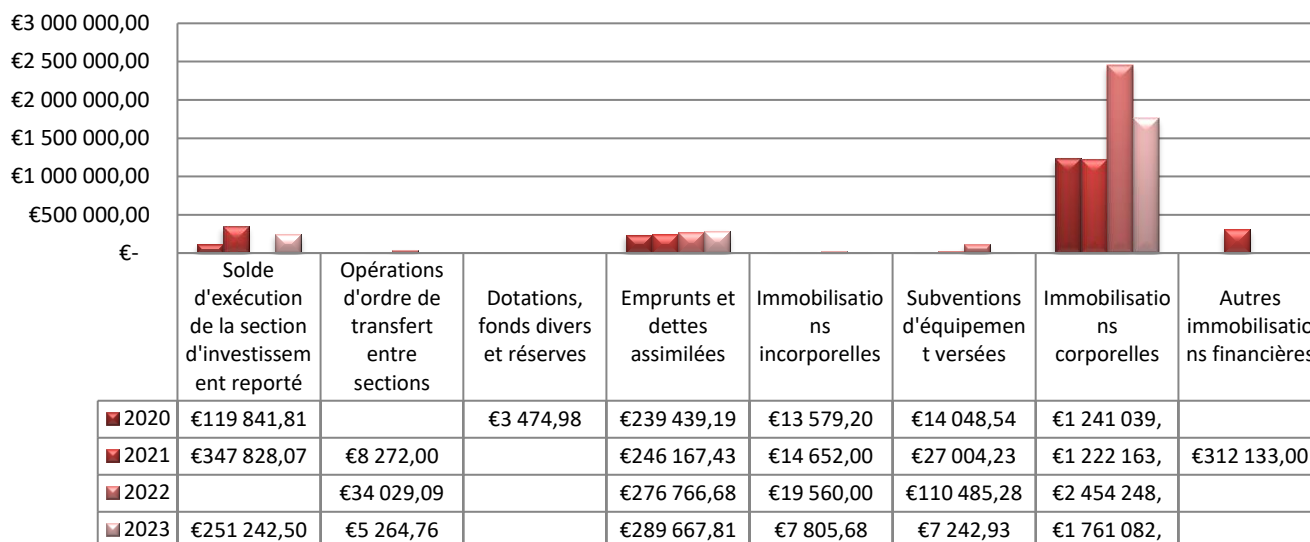 €3 000 000,00
€2 500 000,00
€2 000 000,00
€1 500 000,00
€1 000 000,00
€500 000,00
€-
Solde
d'exécution
de la section
d'investissem
ent reporté
Opérations
d'ordre de
transfert
entre
sections
Dotations,
fonds divers
et réserves
Emprunts et
dettes
assimilées
Immobilisatio
ns
incorporelles
Subventions
d'équipemen
t versées
Immobilisatio
ns
corporelles
Autres
immobilisatio
ns financières
2020 €119 841,81 €3 474,98 €239 439,19 €13 579,20 €14 048,54 €1 241 039,
2021 €347 828,07 €8 272,00 €246 167,43 €14 652,00 €27 004,23 €1 222 163, €312 133,00
2022 €34 029,09 €276 766,68 €19 560,00 €110 485,28 €2 454 248,
2023 €251 242,50 €5 264,76 €289 667,81 €7 805,68 €7 242,93 €1 761 082,